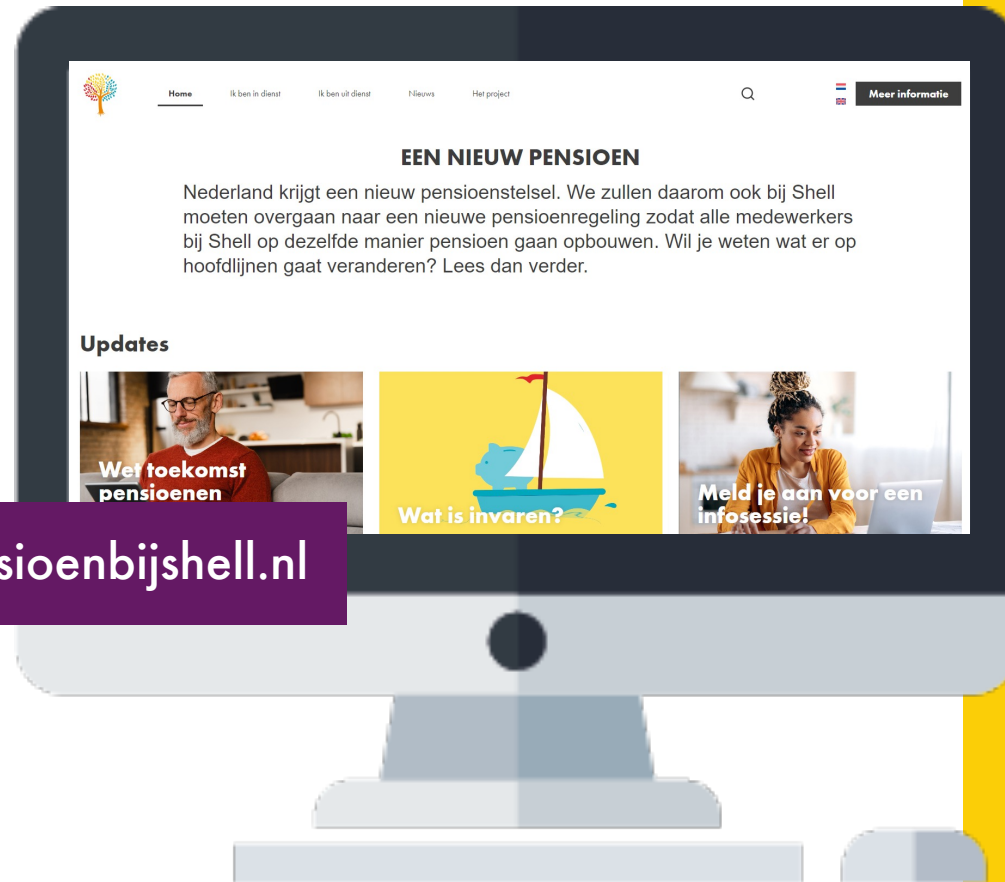 Home Ik ben in dienst Ik ben uit dienst Nieuws Het project Meer informatie
EEN NIEUW PENSIOEN
Nederland krijgt een nieuw pensioenstelsel. We zullen daarom ook bij Shell
moeten overgaan naar een nieuwe pensioenregeling zodat alle medewerkers
bij Shell op dezelfde manier pensioen gaan opbouwen. Wil je weten wat er op
hoofdlijnen gaat veranderen? Lees dan verder.
Updates
Wet toekomst
pensioenen
Wat is invaren?
Meld je aan voor een
infosessie!
sioenbijshell.nl